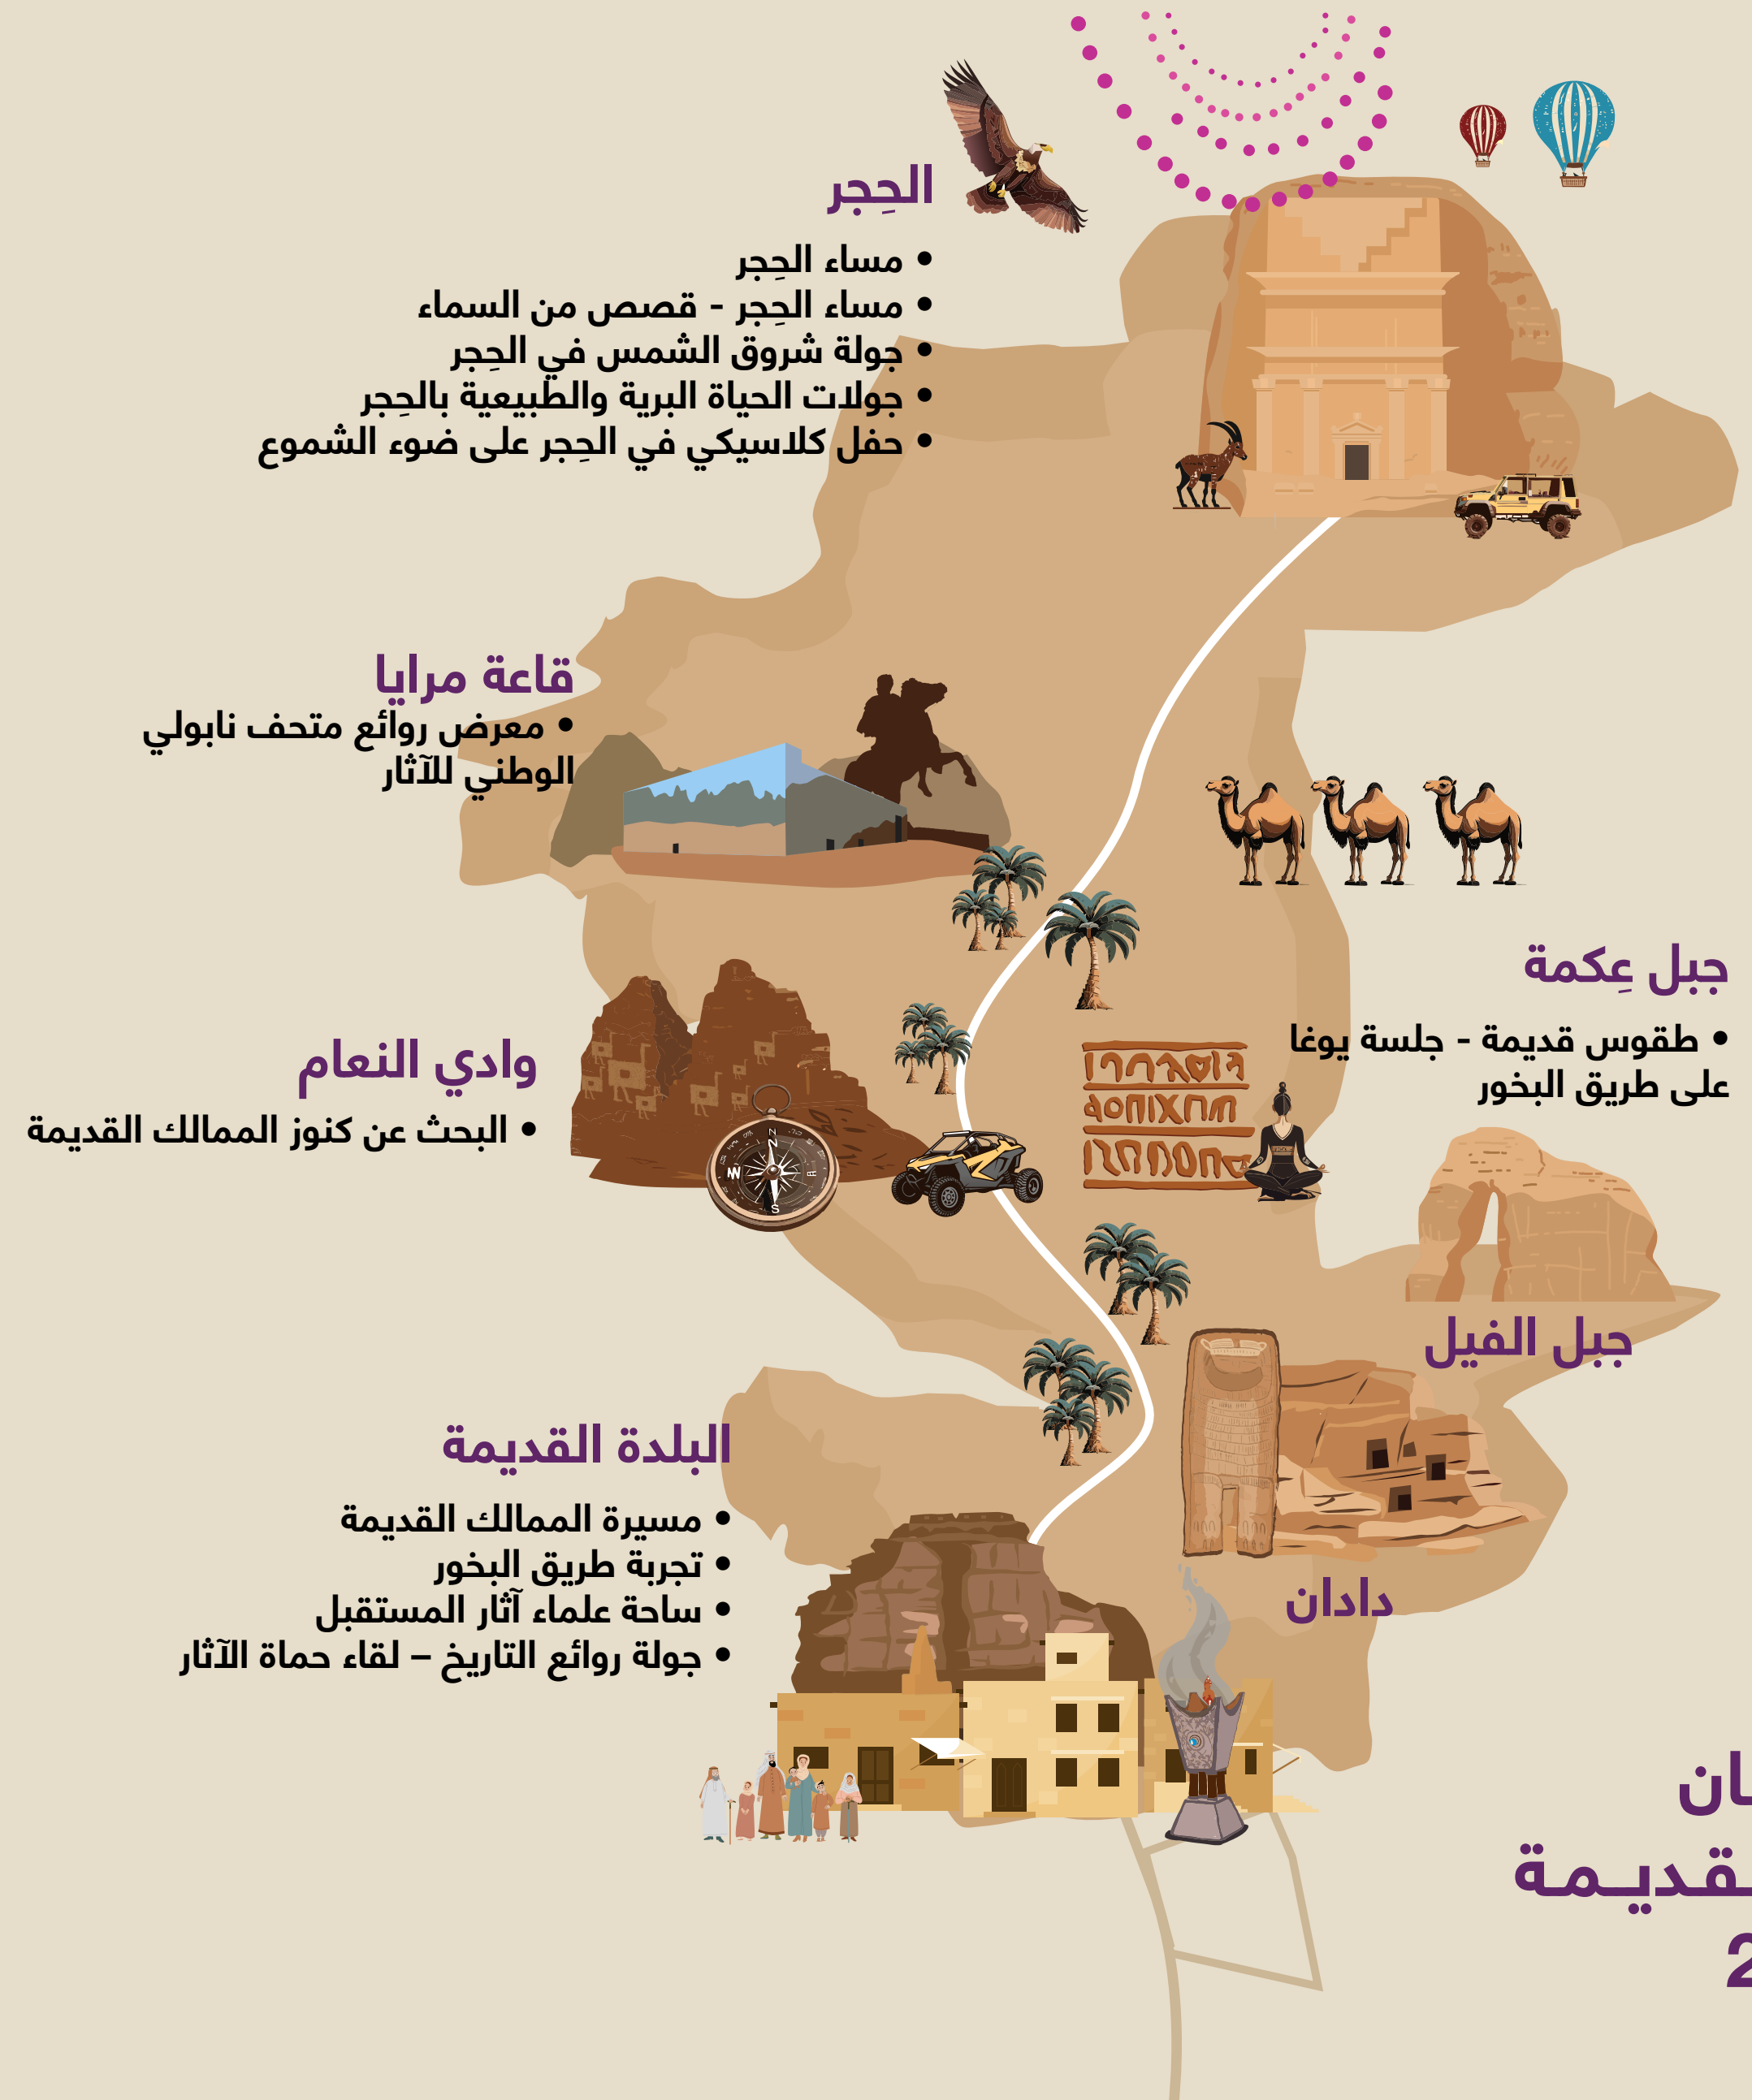 الحِجر
• مساء الحِجر
• مساء الحِجر - قصص من السماء
• جولة شروق الشمس في الحِجر
• جولات الحياة البرية والطبيعية بالحِجر
• حفل كلاسيكي في الحِجر على ضوء الشموع
قاعة مرايا
• معرض روائع متحف نابولي
الوطني للآثار
جبل عِكمة
• طقوس قديمة - جلسة يوغا
على طريق البخور
وادي النعام
• البحث عن كنوز الممالك القديمة
جبل الفيل
البلدة القديمة
• مسيرة الممالك القديمة
• تجربة طريق البخور
• ساحة علماء آثار المستقبل
• جولة روائع التاريخ – لقاء حماة الآثار
دادان